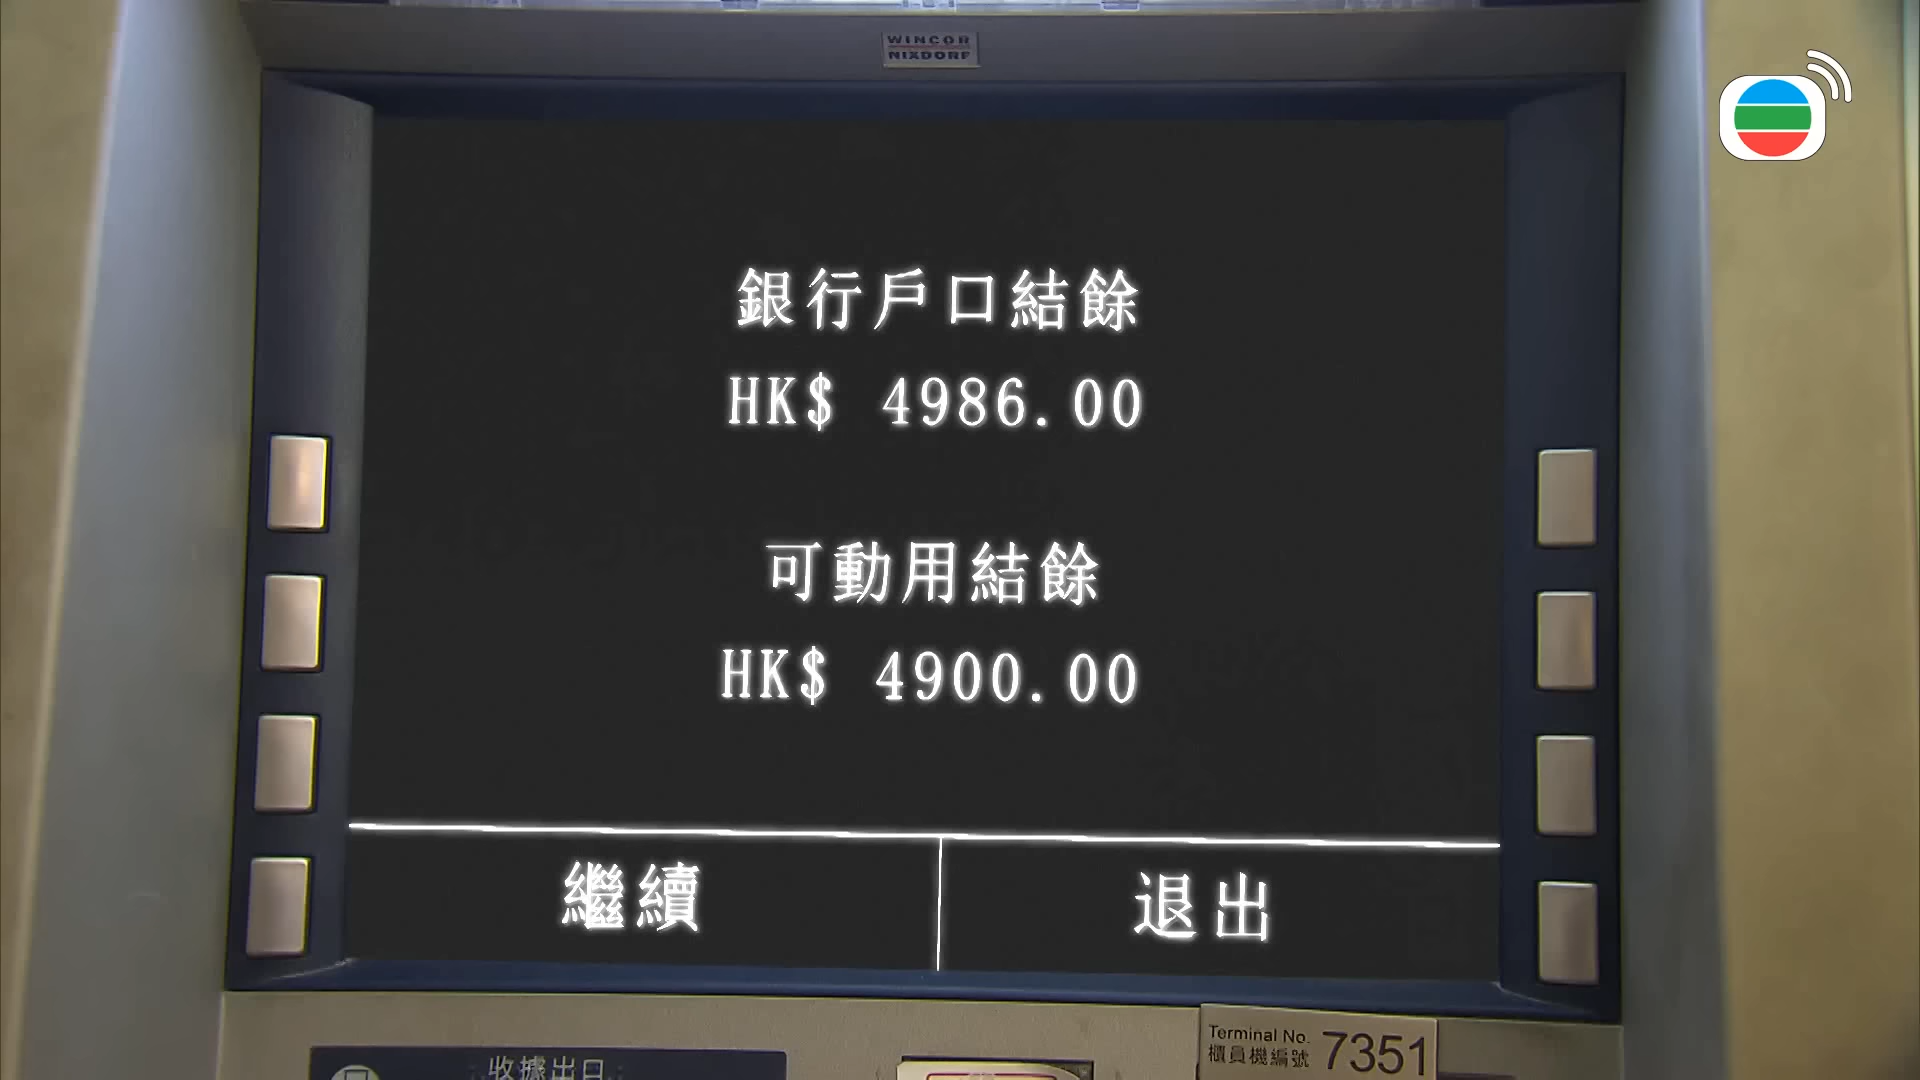 WINCOR
NIXDORF
銀行戶口結餘
HK$ 4986.00
可動用結餘
HK$ 4900.00
繼續
退出
Terminal No.
櫃員機編號
7351
收據出口